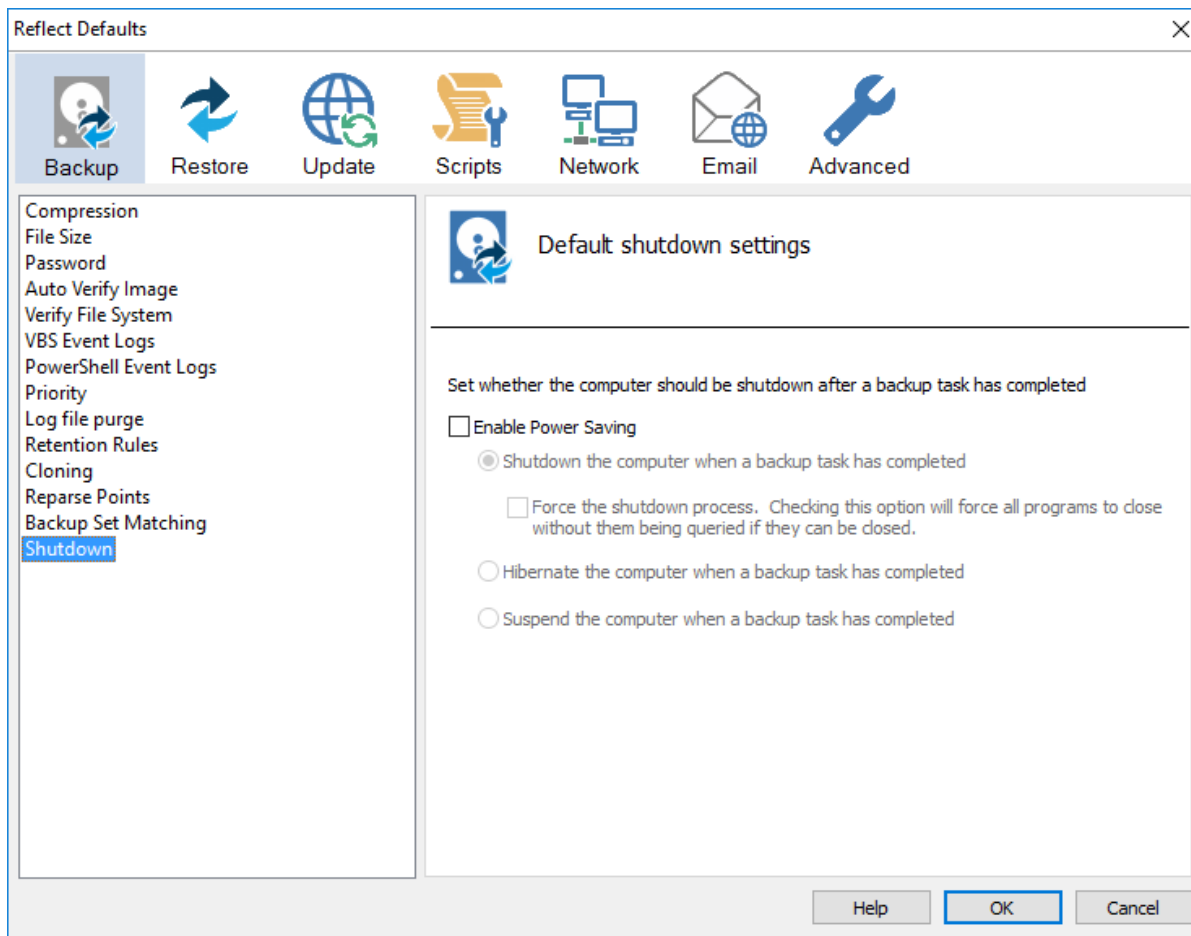 Reflect Defaults
Backup
Restore
Update
Scripts
Network
Email
Advanced
Compression
File Size
Password
Auto Verify Image
Verify File System
VBS Event Logs
PowerShell Event Logs
Priority
Log file purge
Retention Rules
Cloning
Reparse Points
Backup Set Matching
Shutdown
Default shutdown settings
Set whether the computer should be shutdown after a backup task has completed
Enable Power Saving
Shutdown the computer when a backup task has completed
Force the shutdown process.  Checking this option will force all programs to close
without them being queried if they can be closed.
Hibernate the computer when a backup task has completed
Suspend the computer when a backup task has completed
Help
OK
Cancel